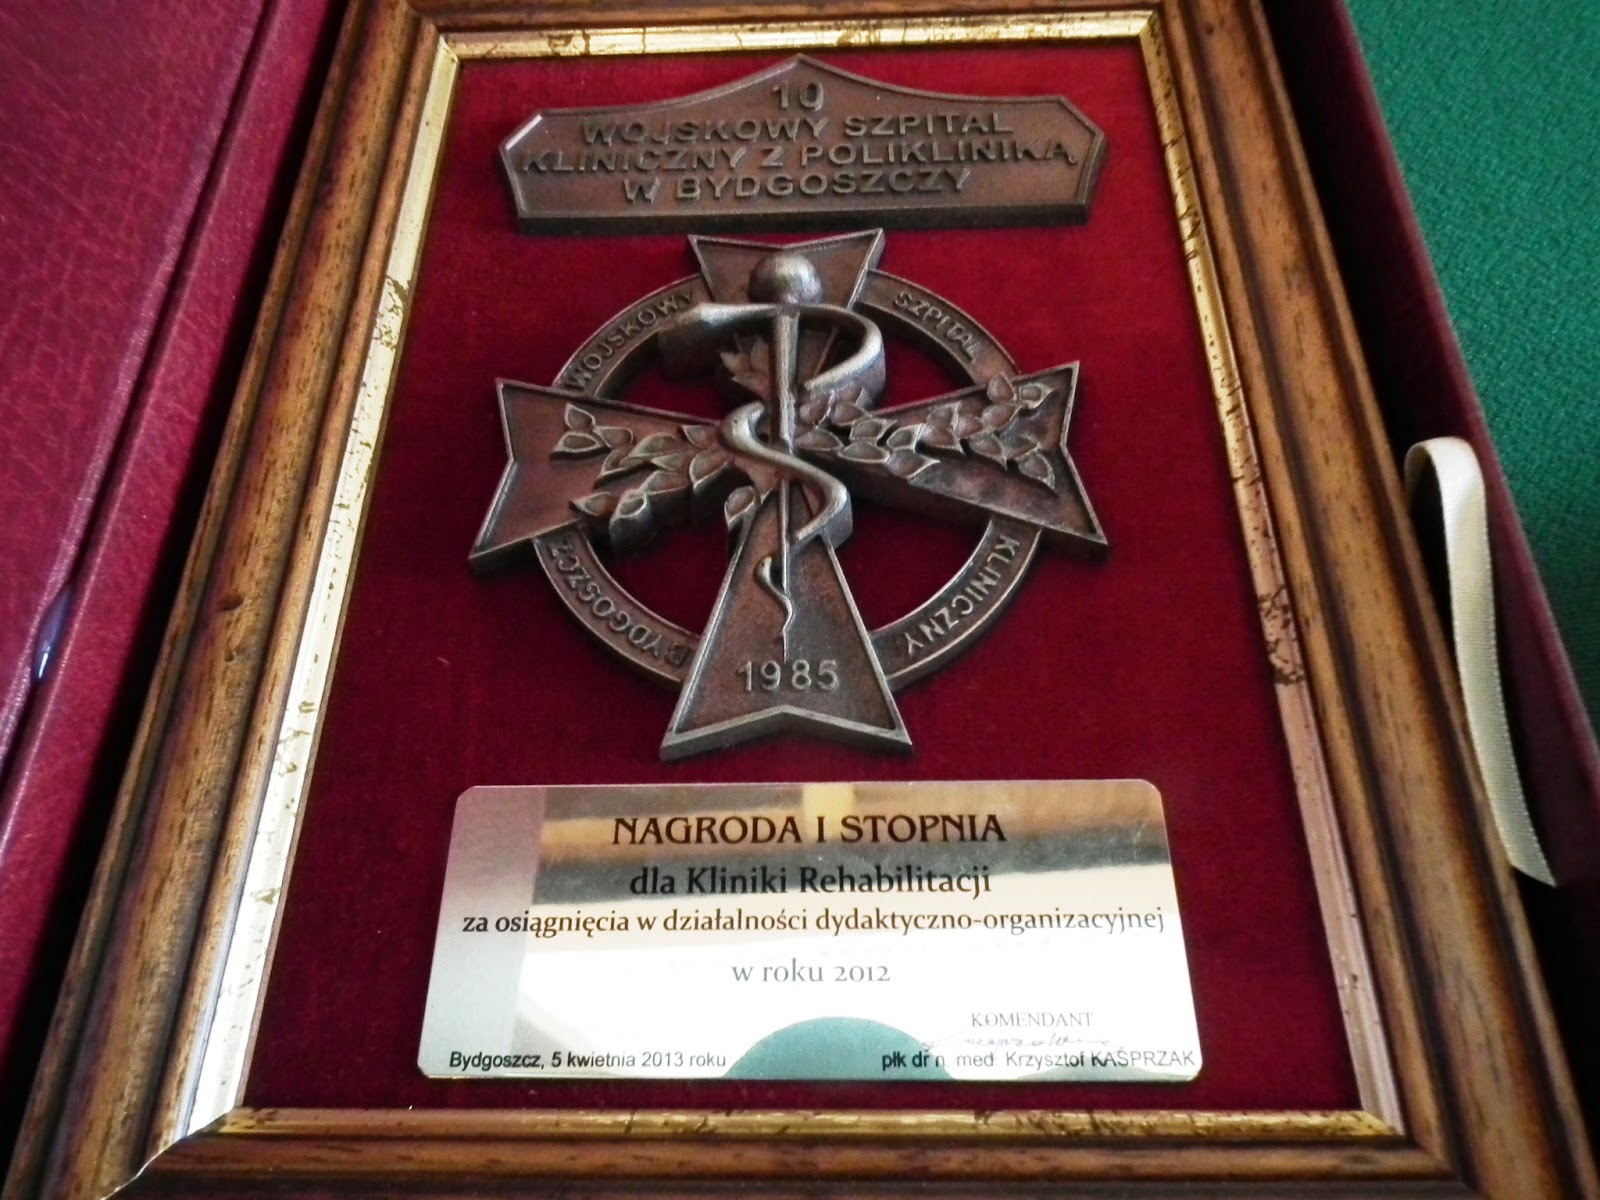 10
WOJSKOWY SZPITAL
KLINICZNY Z POLIKLINIKĄ
W BYDGOSZCZY
WOJSKOWY SZPITAL KLINICZNY BYDGOSZCZ
1985
NAGRODA I STOPNIA
dla Kliniki Rehabilitacji
za osiągnięcia w działalności dydaktyczno-organizacyjnej
w roku 2012
KOMENDANT
Bydgoszcz, 5 kwietnia 2013 roku płk dr n. med. Krzysztof KASPRZAK